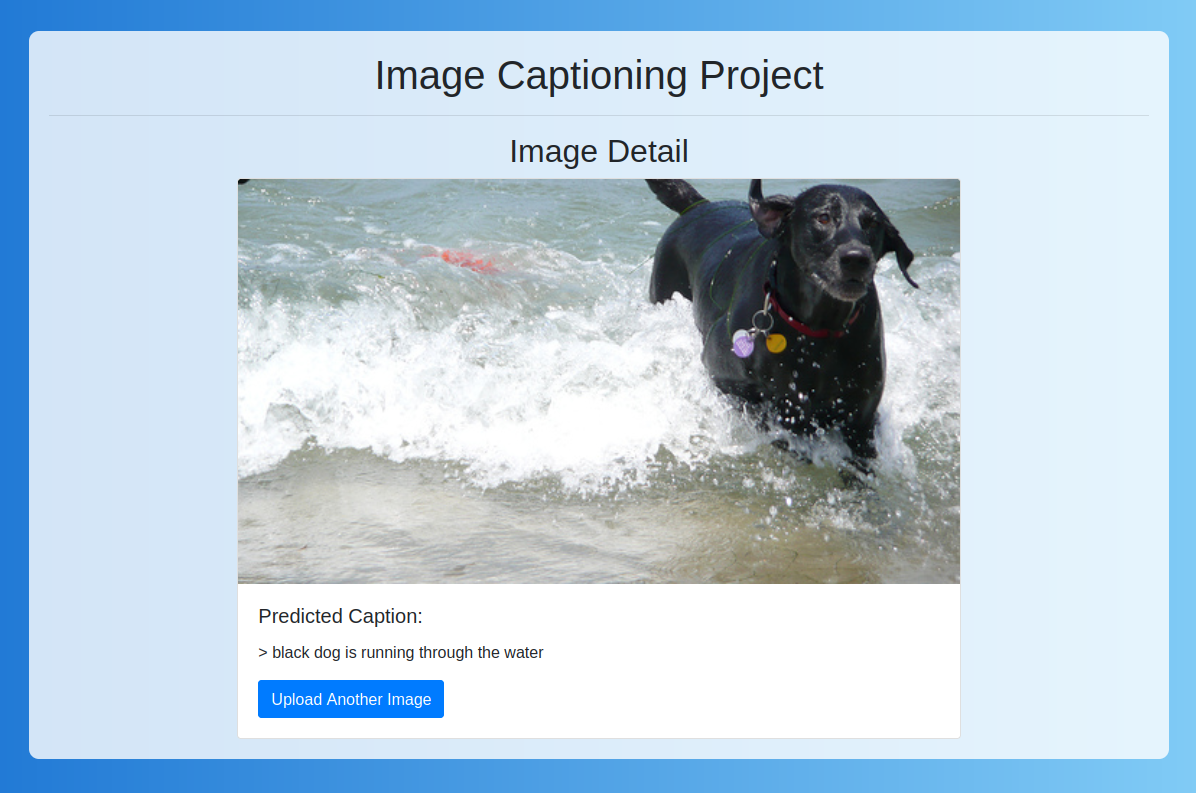 Image Captioning Project
Image Detail
Predicted Caption:
> black dog is running through the water
Upload Another Image